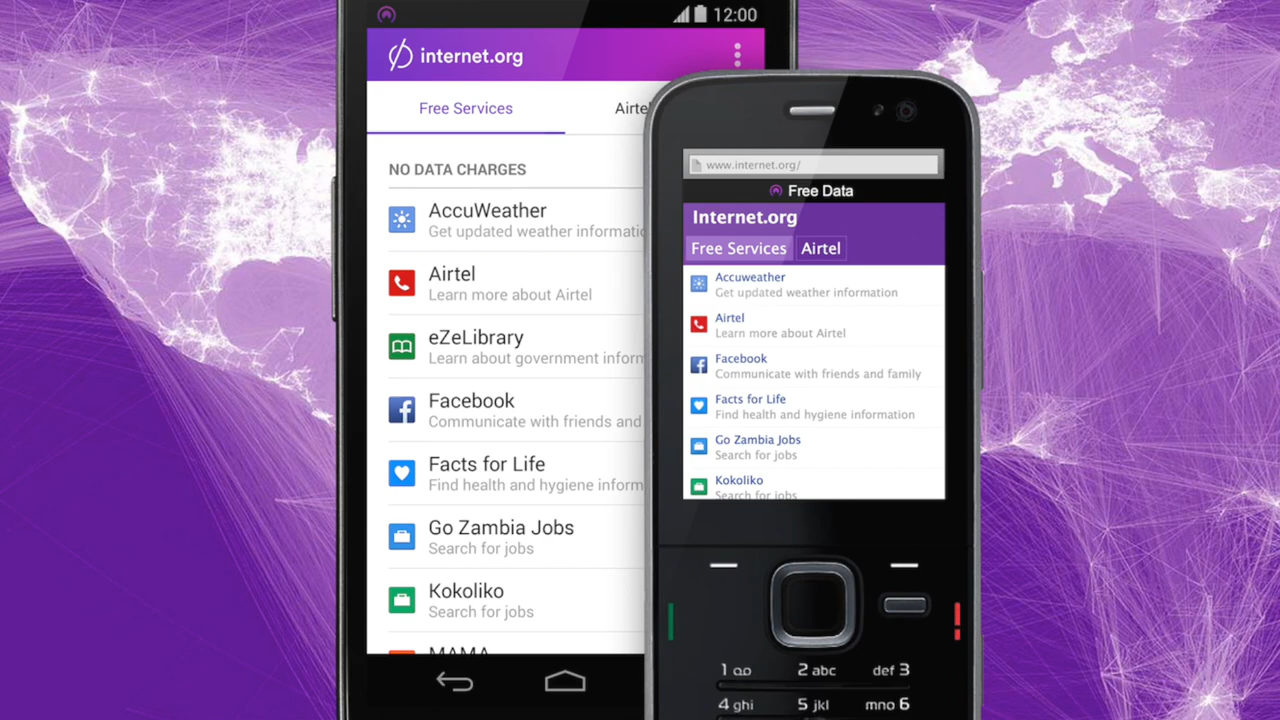 12:00
internet.org
Free Services
Airte
NO DATA CHARGES
AccuWeather
Get updated weather informatio
Airtel
Learn more about Airtel
eZeLibrary
Learn about government inform
Facebook
Communicate with friends and
Facts for Life
Find health and hygiene inform
Go Zambia Jobs
Search for jobs
Kokoliko
Search for jobs
MAMA
www.internet.org/
Free Data
Internet.org
Free Services Airtel
Accuweather
Get updated weather information
Airtel
Learn more about Airtel
Facebook
Communicate with friends and family
Facts for Life
Find health and hygiene information
Go Zambia Jobs
Search for jobs
Kokoliko
Search for jobs
1 2 abc def 3
4 ghi 5 jkl mno 6